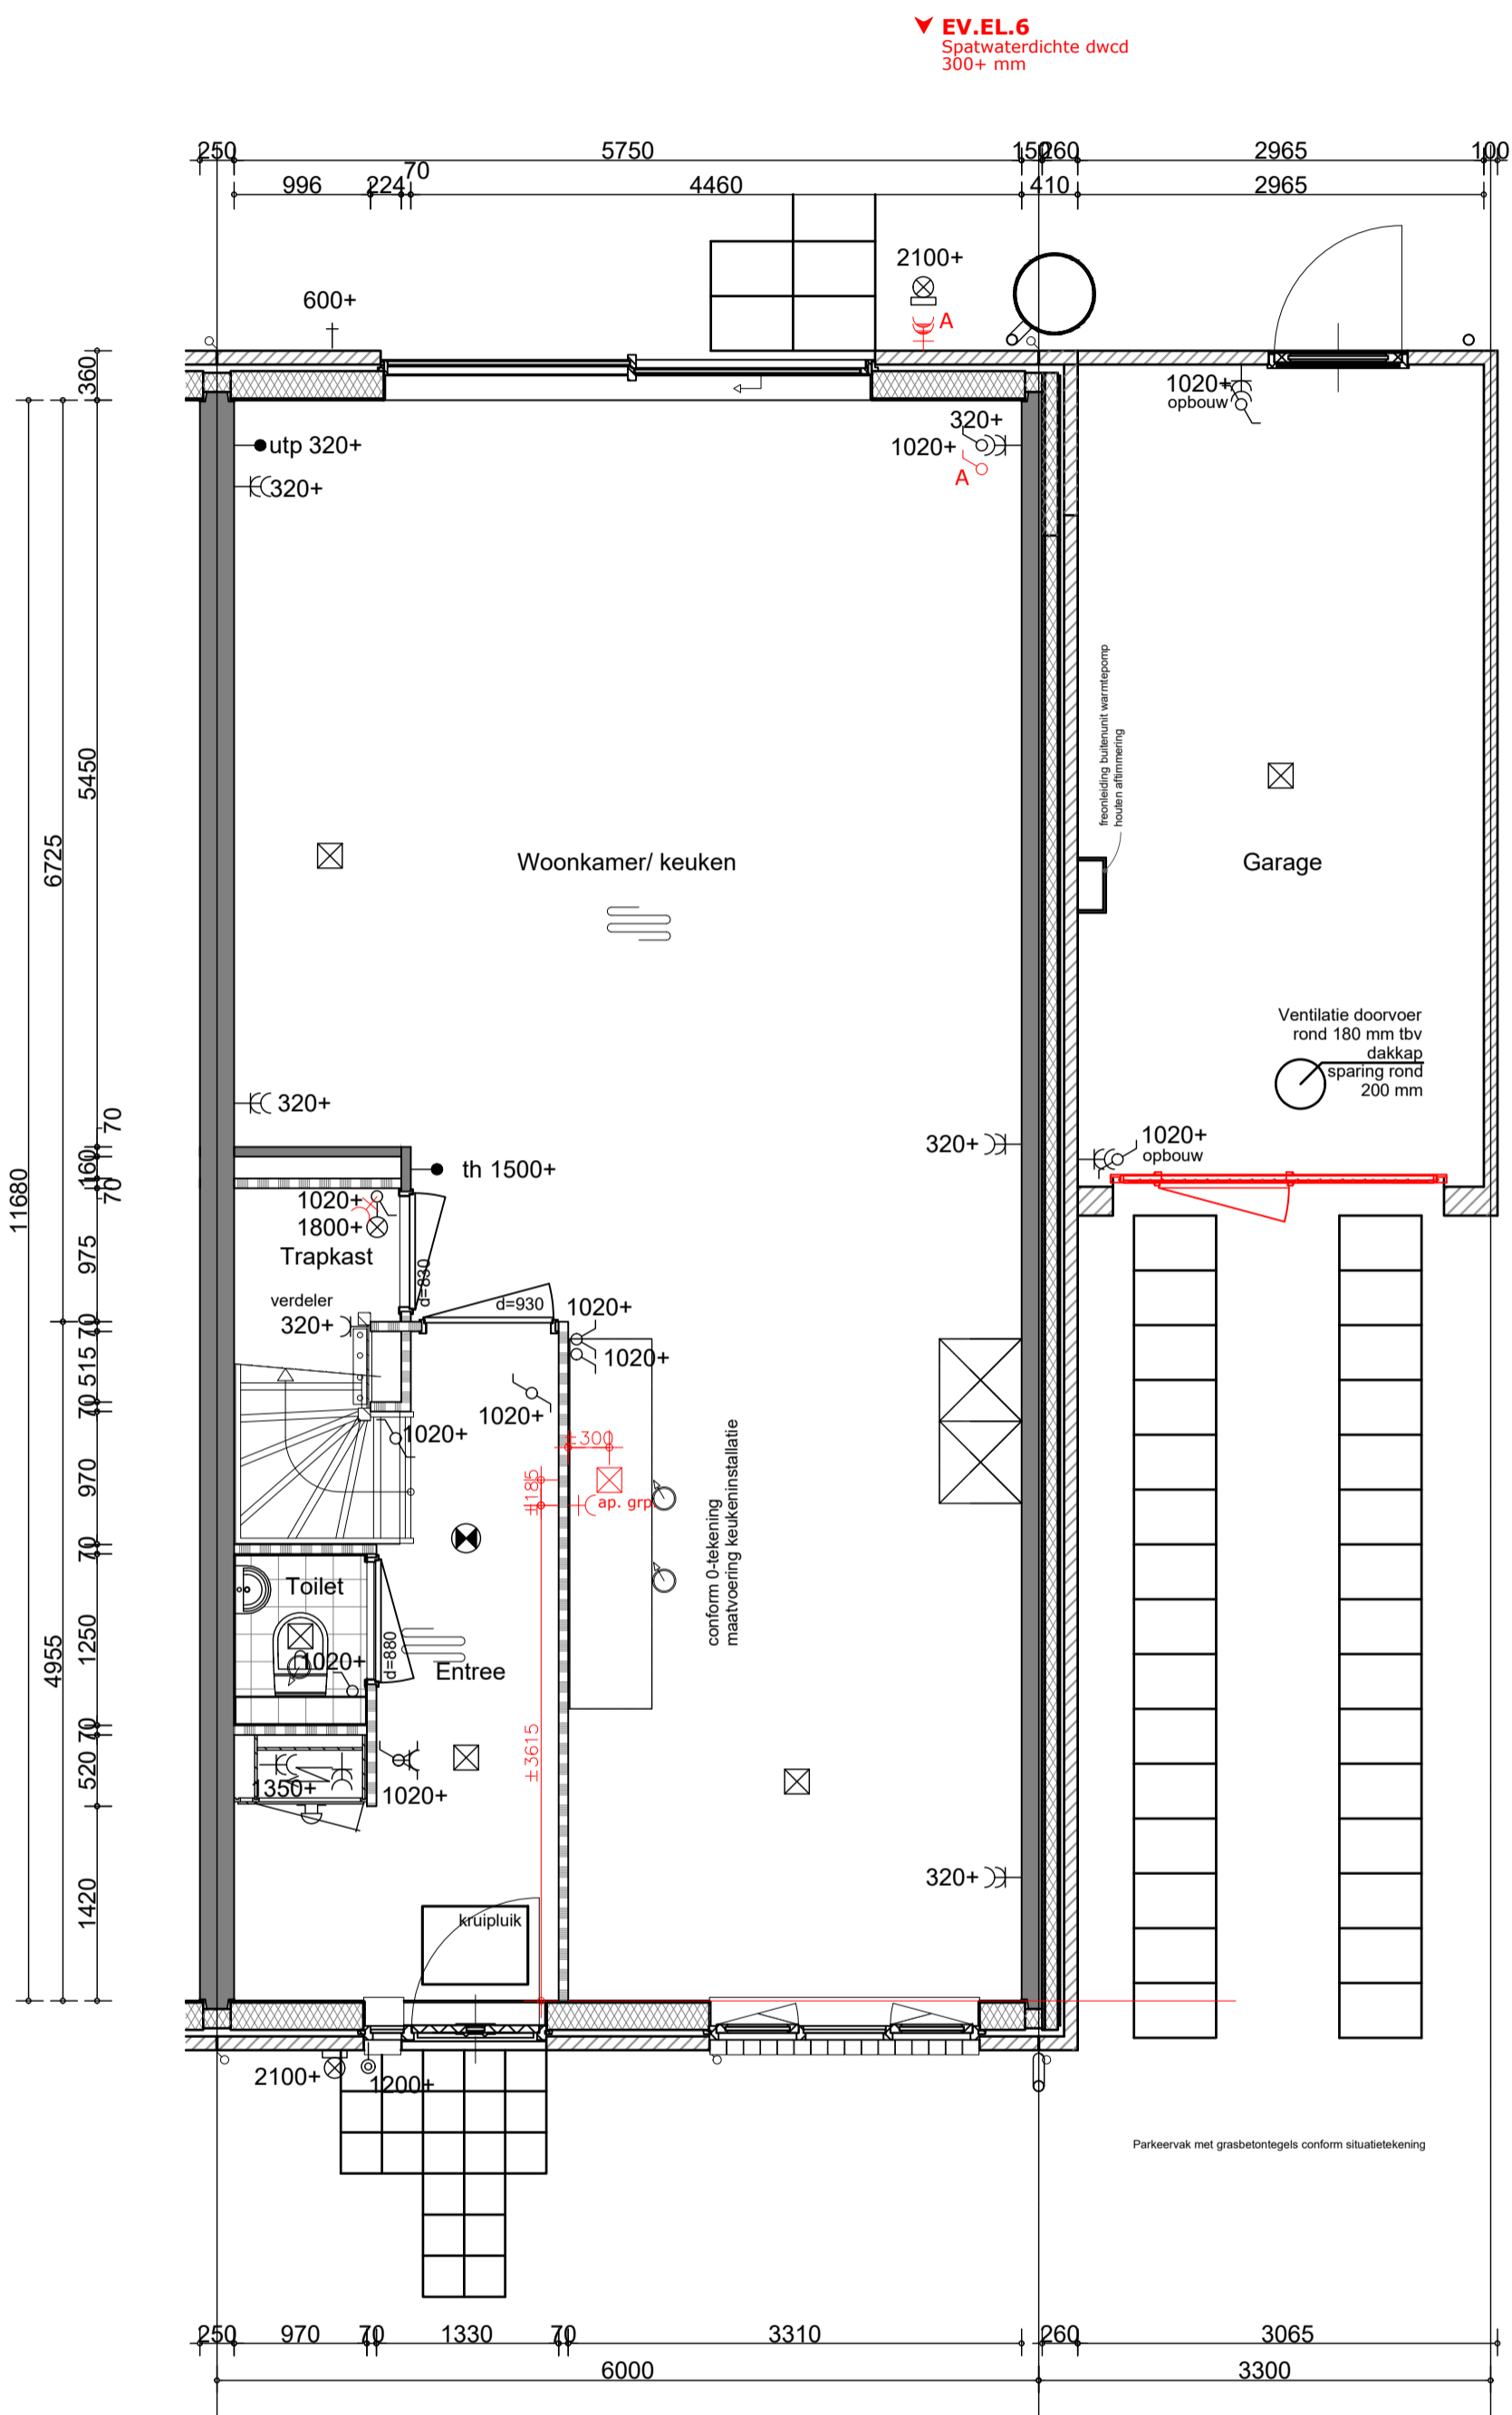 EV.EL.6
Spatwaterdichte dwcd
300+ mm
250
5750
150
260
2965
100
996
224
70
4460
410
2965
2100+
600+
A
360
1020+
opbouw
320+
1020+
A
utp 320+
320+
freonleiding buitenunit warmtepomp
houten aftimmering
5450
6725
11680
Woonkamer/ keuken
Garage
Ventilatie doorvoer
rond 180 mm tbv
dakkap
sparing rond
200 mm
320+
70
160
70
320+
1020+
opbouw
th 1500+
1020+
1800+
Trapkast
975
d=830
verdeler
320+
d=930
1020+
1020+
70
515
70
1020+
1020+
±300
±185
ap. grp.
conform 0-tekening
maatvoering keukeninstallatie
970
70
Toilet
1250
4955
1020+
d=880
Entree
±3615
70
520
1350+
1020+
320+
1420
kruipluik
2100+
1200+
Parkeervak met grasbetontegels conform situatietekening
250
970
70
1330
70
3310
260
3065
6000
3300